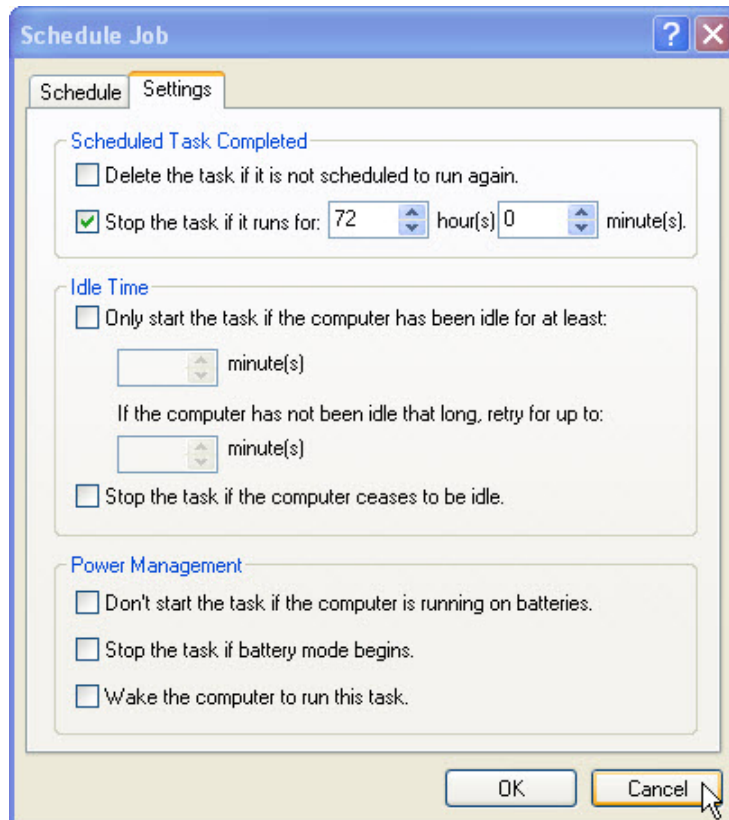 Schedule Job
Schedule Settings
Scheduled Task Completed
Delete the task if it is not scheduled to run again.
Stop the task if it runs for: 72 hour(s) 0 minute(s).
Idle Time
Only start the task if the computer has been idle for at least:
minute(s)
If the computer has not been idle that long, retry for up to:
minute(s)
Stop the task if the computer ceases to be idle.
Power Management
Don't start the task if the computer is running on batteries.
Stop the task if battery mode begins.
Wake the computer to run this task.
OK Cancel